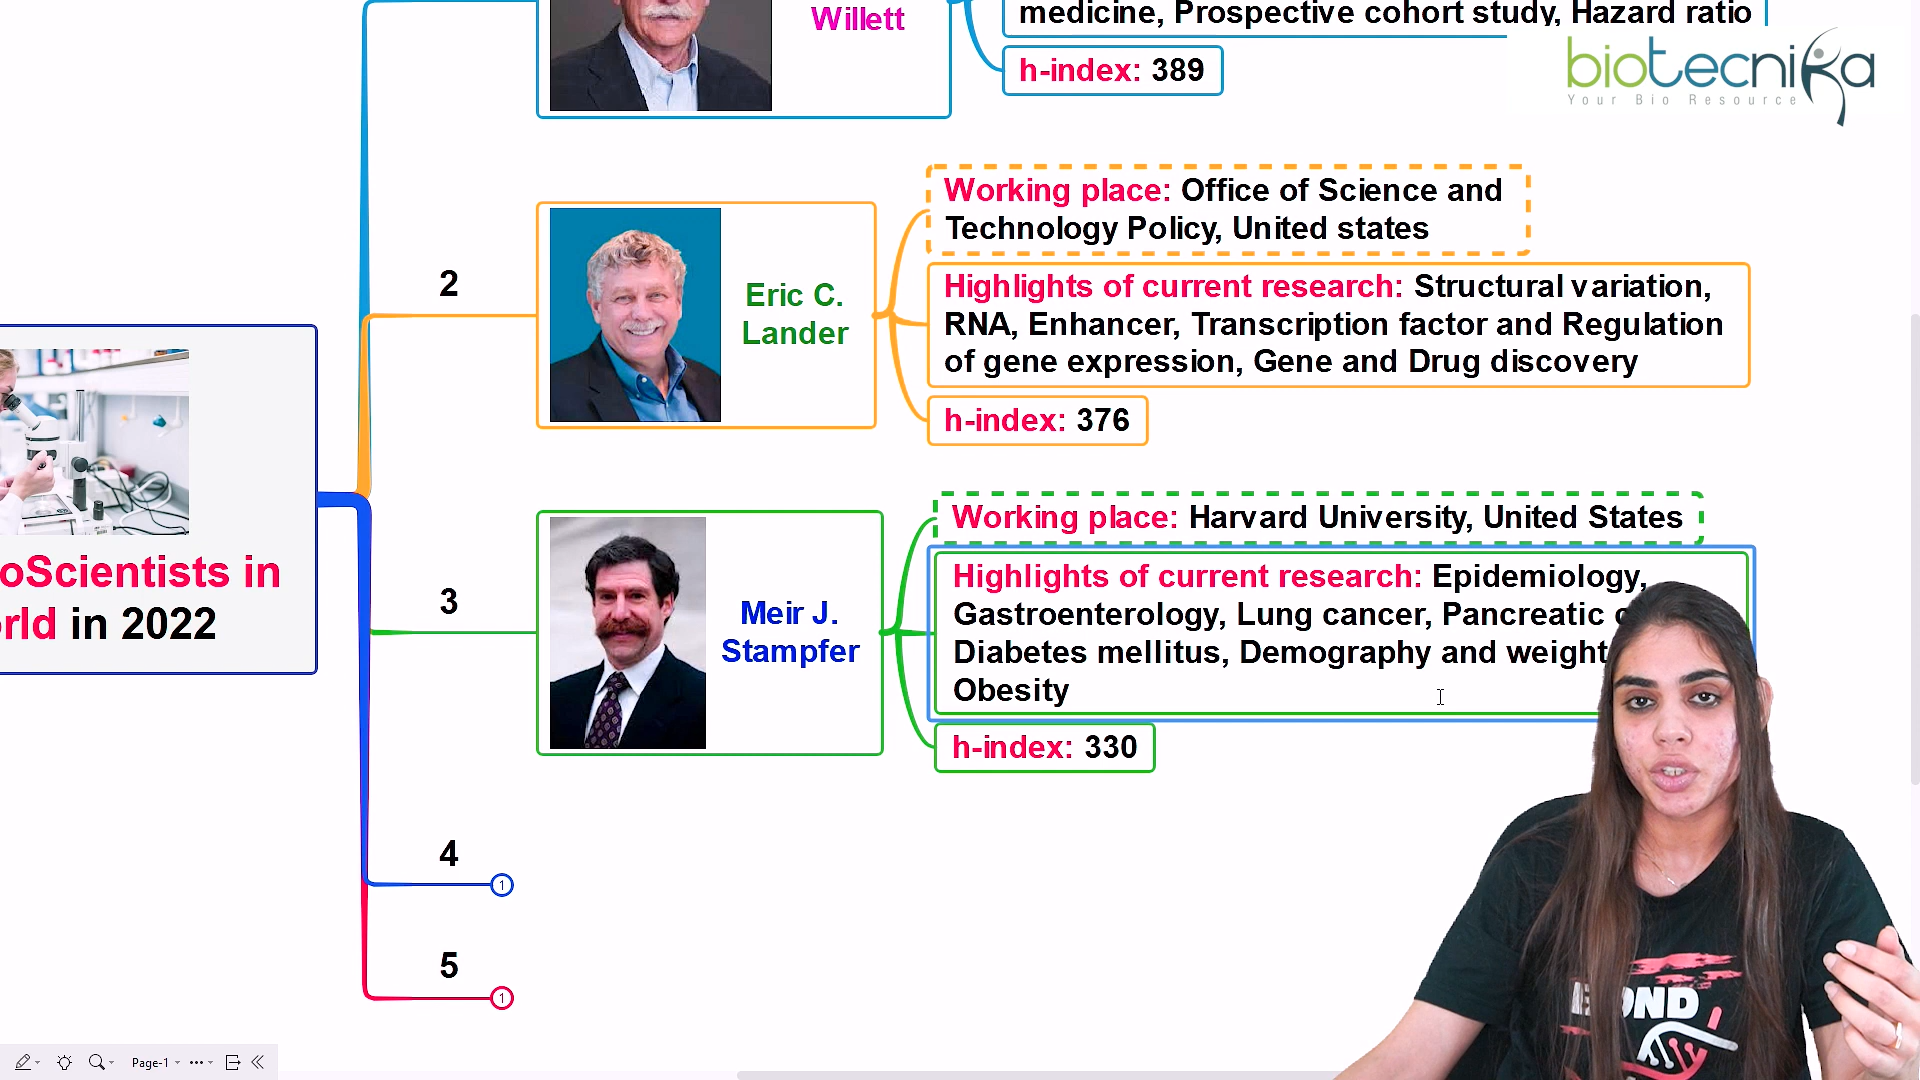 Willett
medicine, Prospective cohort study, Hazard ratio
h-index: 389
biotecnika
Your Bio Resource
2
Eric C.
Lander
Working place: Office of Science and
Technology Policy, United states
Highlights of current research: Structural variation,
RNA, Enhancer, Transcription factor and Regulation
of gene expression, Gene and Drug discovery
h-index: 376
oScientists in
rld in 2022
3
Meir J.
Stampfer
Working place: Harvard University, United States
Highlights of current research: Epidemiology,
Gastroenterology, Lung cancer, Pancreatic
Diabetes mellitus, Demography and weight
Obesity
h-index: 330
4
1
5
1
Page-1